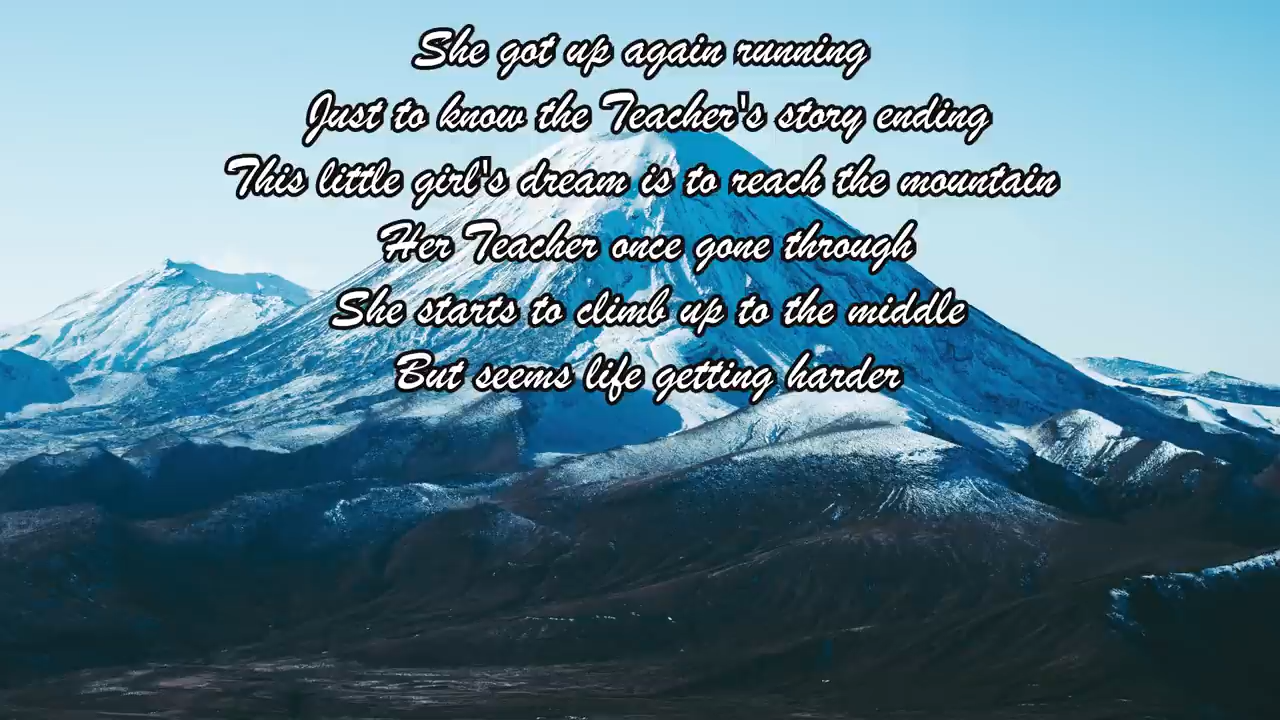 She got up again running
Just to know the Teacher's story ending
This little girl's dream is to reach the mountain
Her Teacher once gone through
She starts to climb up to the middle
But seems life getting harder